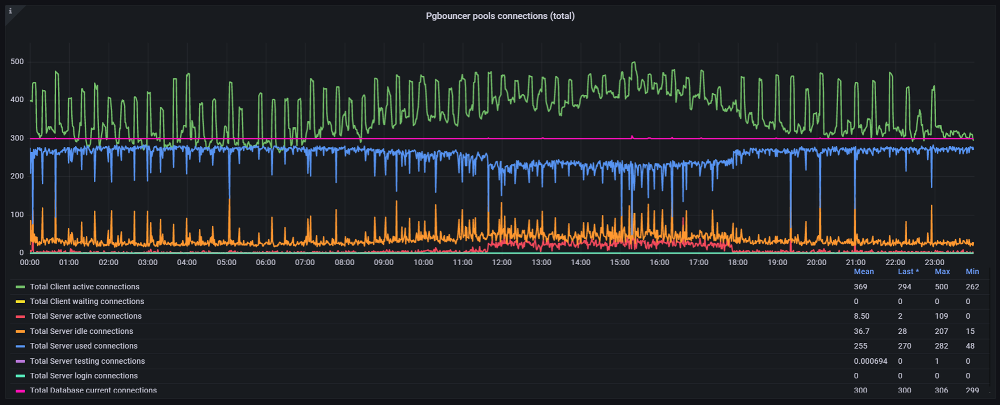 i
Pgbouncer pools connections (total)
500
400
300
200
100
0
00:00 01:00 02:00 03:00 04:00 05:00 06:00 07:00 08:00 09:00 10:00 11:00 12:00 13:00 14:00 15:00 16:00 17:00 18:00 19:00 20:00 21:00 22:00 23:00
Mean Last * Max Min
Total Client active connections 369 294 500 262
Total Client waiting connections 0 0 0 0
Total Server active connections 8.50 2 109 0
Total Server idle connections 36.7 28 207 15
Total Server used connections 255 270 282 48
Total Server testing connections 0.000694 0 1 0
Total Server login connections 0 0 0 0
Total Database current connections 300 300 306 299